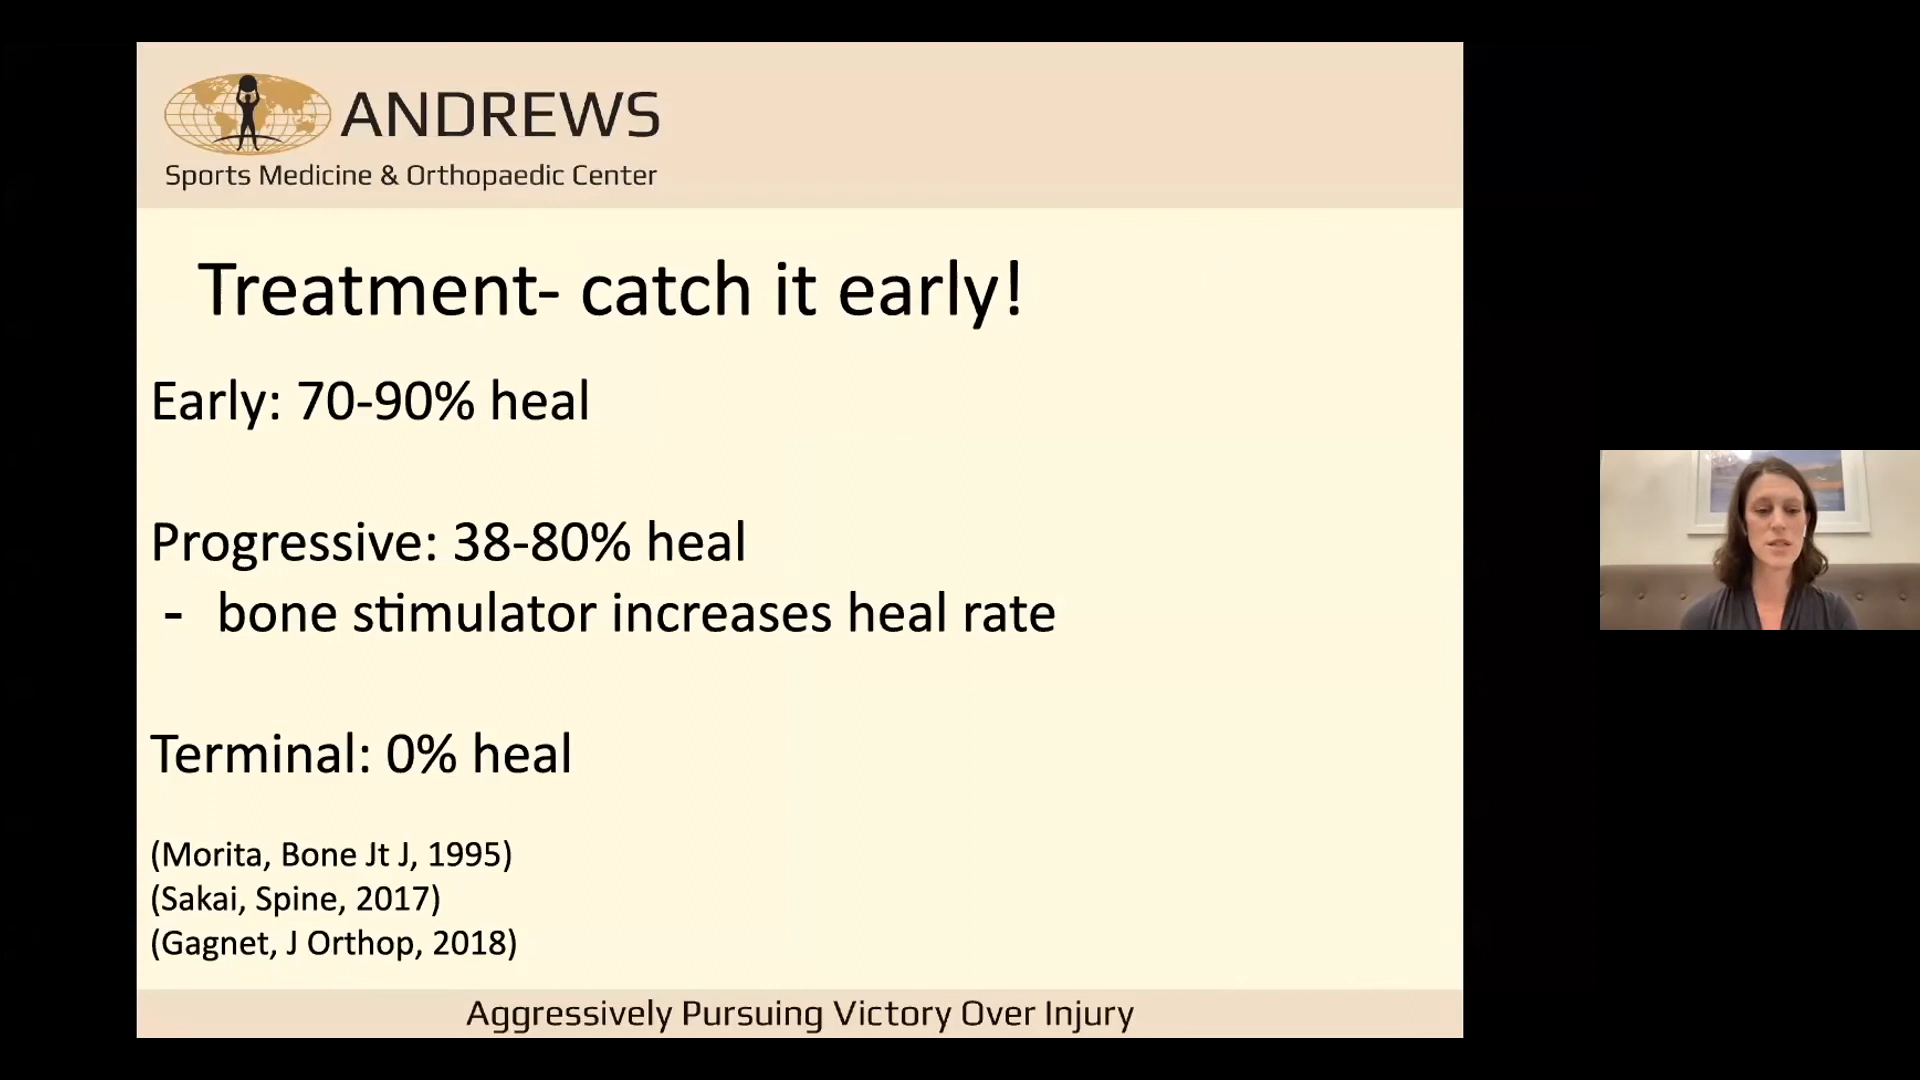 ANDREWS
Sports Medicine & Orthopaedic Center
Treatment- catch it early!
Early: 70-90% heal
Progressive: 38-80% heal
- bone stimulator increases heal rate
Terminal: 0% heal
(Morita, Bone Jt J, 1995)
(Sakai, Spine, 2017)
(Gagnet, J Orthop, 2018)
Aggressively Pursuing Victory Over Injury